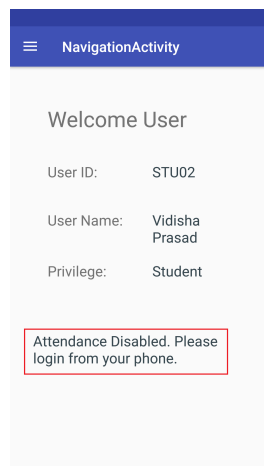 NavigationActivity
Welcome User
User ID: STU02
User Name: Vidisha
Prasad
Privilege: Student
Attendance Disabled. Please
login from your phone.